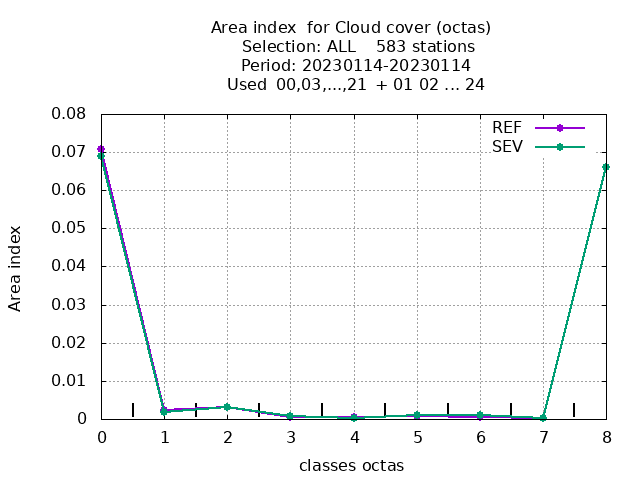 Area index  for Cloud cover (octas)
Selection: ALL    583 stations
Period: 20230114-20230114
Used  00,03,...,21  + 01 02 ... 24
0.08
0.07
0.06
0.05
0.04
0.03
0.02
0.01
0
Area index
REF
SEV
0 1 2 3 4 5 6 7 8
classes octas